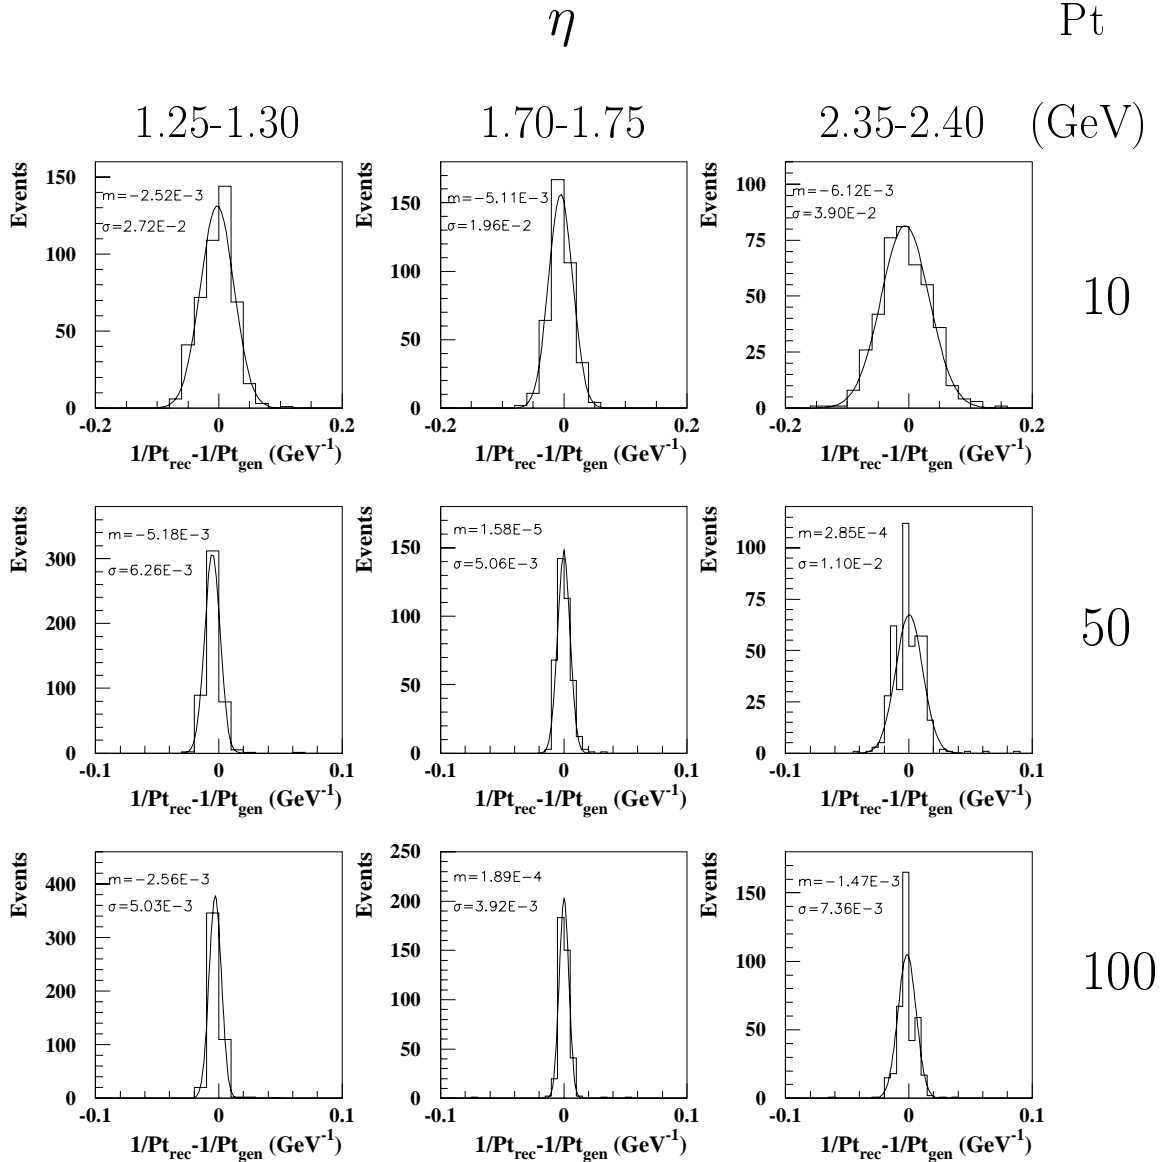 η Pt
1.25-1.30 1.70-1.75 2.35-2.40 (GeV)
Events
150
100
50
0
m=-2.52E-3
σ=2.72E-2
-0.2 0 0.2
1/Pt_rec-1/Pt_gen (GeV^-1)
Events
150
100
50
0
m=-5.11E-3
σ=1.96E-2
-0.2 0 0.2
1/Pt_rec-1/Pt_gen (GeV^-1)
Events
100
75
50
25
0
m=-6.12E-3
σ=3.90E-2
-0.2 0 0.2
1/Pt_rec-1/Pt_gen (GeV^-1)
10
Events
300
200
100
0
m=-5.18E-3
σ=6.26E-3
-0.1 0 0.1
1/Pt_rec-1/Pt_gen (GeV^-1)
Events
150
100
50
0
m=1.58E-5
σ=5.06E-3
-0.1 0 0.1
1/Pt_rec-1/Pt_gen (GeV^-1)
Events
100
75
50
25
0
m=2.85E-4
σ=1.10E-2
-0.1 0 0.1
1/Pt_rec-1/Pt_gen (GeV^-1)
50
Events
400
300
200
100
0
m=-2.56E-3
σ=5.03E-3
-0.1 0 0.1
1/Pt_rec-1/Pt_gen (GeV^-1)
Events
250
200
150
100
50
0
m=1.89E-4
σ=3.92E-3
-0.1 0 0.1
1/Pt_rec-1/Pt_gen (GeV^-1)
Events
150
100
50
0
m=-1.47E-3
σ=7.36E-3
-0.1 0 0.1
1/Pt_rec-1/Pt_gen (GeV^-1)
100